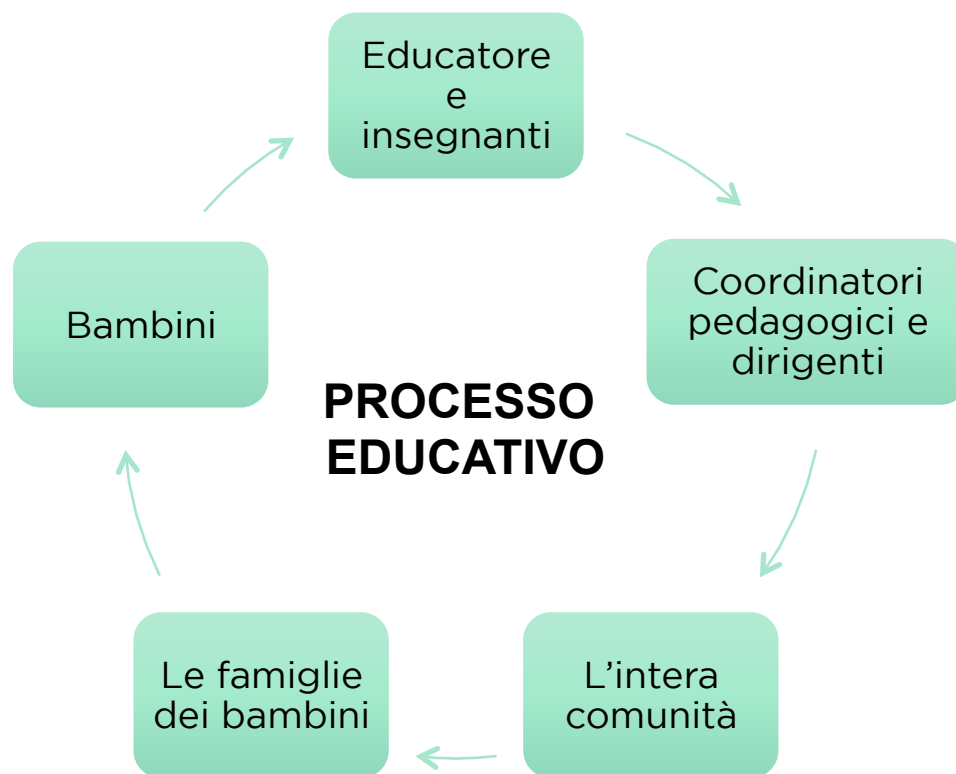 Educatore
e
insegnanti
Coordinatori
pedagogici e
dirigenti
L’intera
comunità
Le famiglie
dei bambini
Bambini
PROCESSO
EDUCATIVO